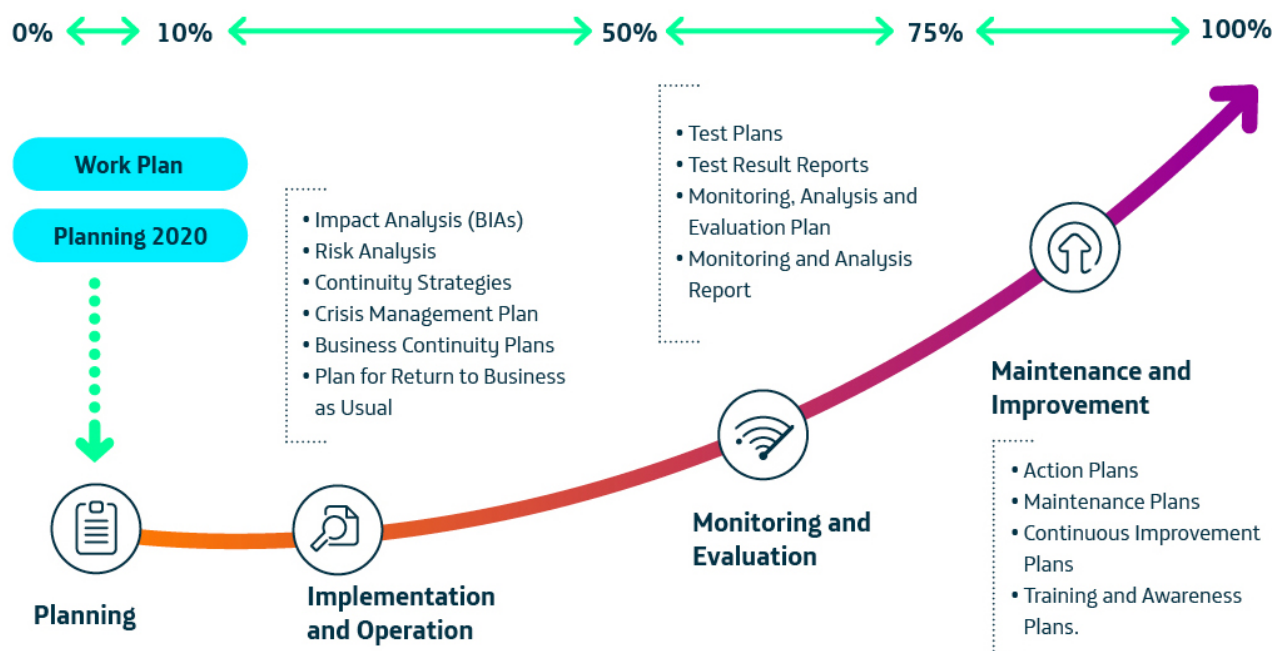 0% 10% 50% 75% 100%
Work Plan
Planning 2020
• Impact Analysis (BIAs)
• Risk Analysis
• Continuity Strategies
• Crisis Management Plan
• Business Continuity Plans
• Plan for Return to Business
as Usual
• Test Plans
• Test Result Reports
• Monitoring, Analysis and
Evaluation Plan
• Monitoring and Analysis
Report
Planning
Implementation
and Operation
Monitoring and
Evaluation
Maintenance and
Improvement
• Action Plans
• Maintenance Plans
• Continuous Improvement
Plans
• Training and Awareness
Plans.